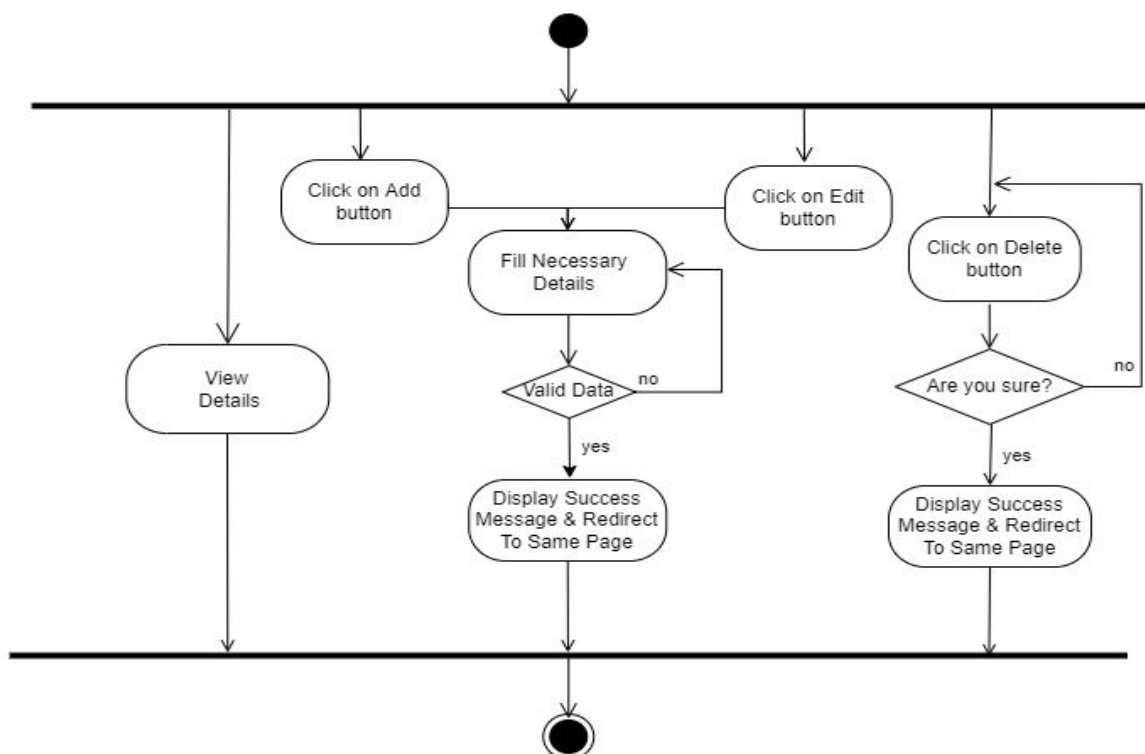 Click on Add
button
Click on Edit
button
Fill Necessary
Details
Click on Delete
button
View
Details
Valid Data
no
Are you sure?
no
yes
yes
Display Success
Message & Redirect
To Same Page
Display Success
Message & Redirect
To Same Page